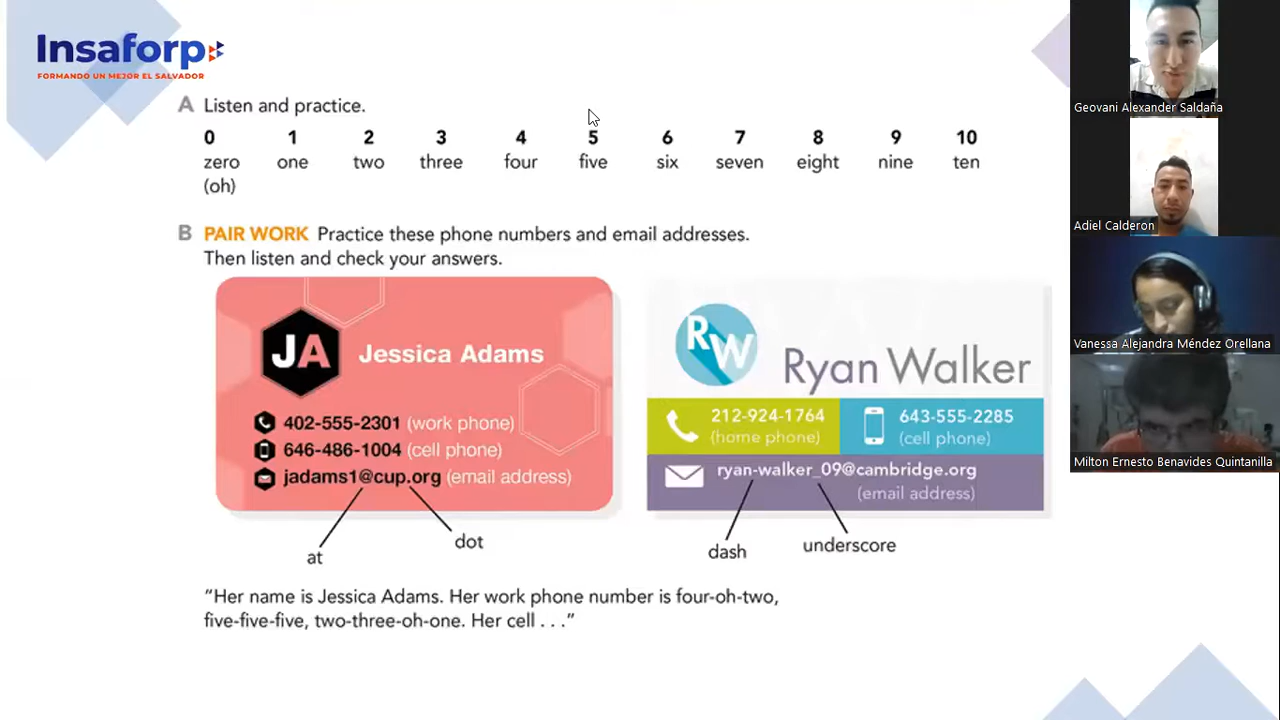 Insaforp
FORMANDO UN MEJOR EL SALVADOR
A Listen and practice.
0 1 2 3 4 5 6 7 8 9 10
zero one two three four five six seven eight nine ten
(oh)
B PAIR WORK Practice these phone numbers and email addresses.
Then listen and check your answers.
JA
Jessica Adams
402-555-2301 (work phone)
646-486-1004 (cell phone)
jadams1@cup.org (email address)
at
dot
RW
Ryan Walker
212-924-1764
(home phone)
643-555-2285
(cell phone)
ryan-walker_09@cambridge.org
(email address)
dash
underscore
"Her name is Jessica Adams. Her work phone number is four-oh-two,
five-five-five, two-three-oh-one. Her cell . . ."
Geovani Alexander Saldaña
Adiel Calderon
Vanessa Alejandra Méndez Orellana
Milton Ernesto Benavides Quintanilla